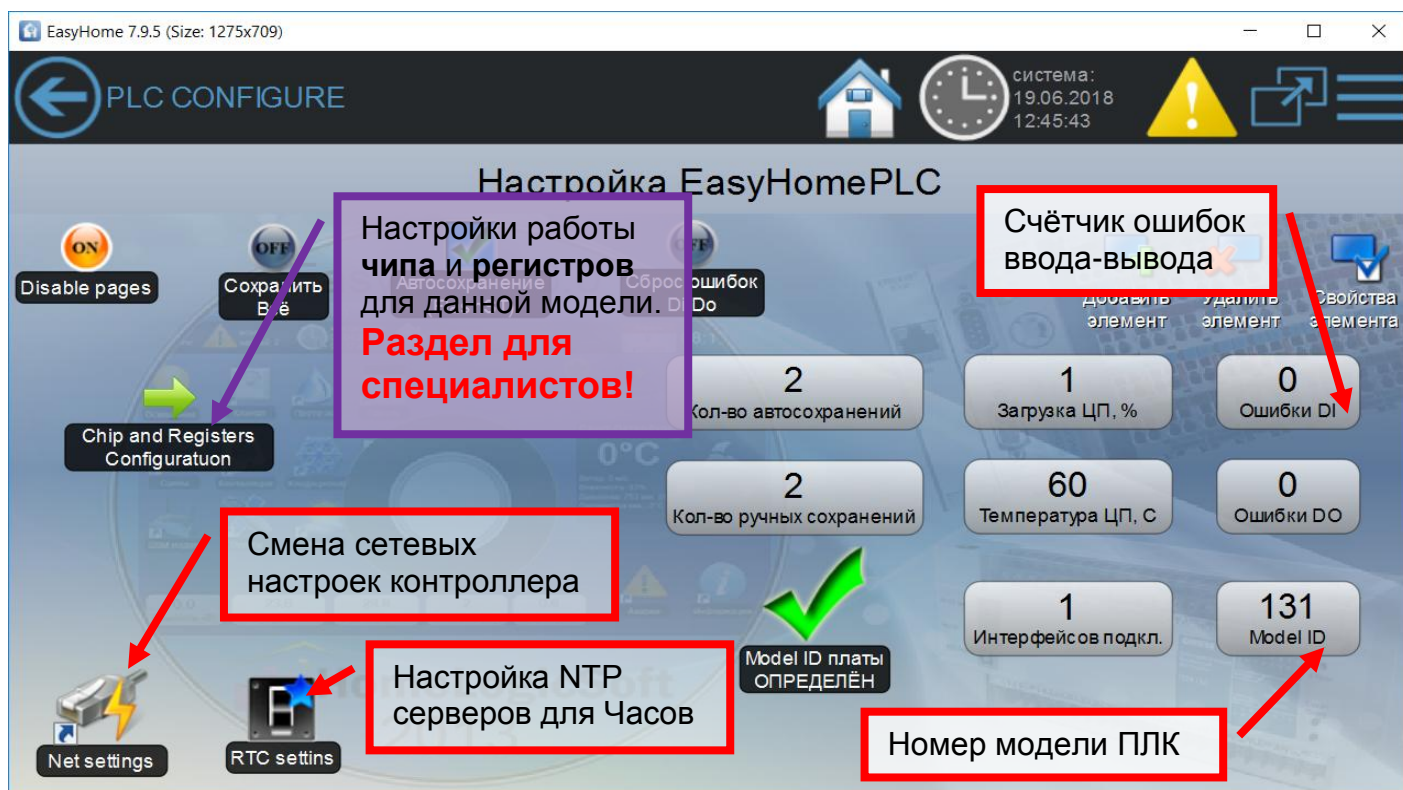 EasyHome 7.9.5 (Size: 1275x709)
PLC CONFIGURE
система:
19.06.2018
12:45:43
Настройка EasyHomePLC
Настройки работы
чипа и регистров
для данной модели.
Раздел для
специалистов!
Счётчик ошибок
ввода-вывода
ON
Disable pages
OFF
Сохранить
Всё
Автосохранение
Сброс ошибок
Di Do
Добавить
элемент
Удалить
элемент
Свойства
элемента
Chip and Registers
Configuratuon
2
Кол-во автосохранений
1
Загрузка ЦП, %
0
Ошибки DI
0°C
2
Кол-во ручных сохранений
60
Температура ЦП, С
0
Ошибки DO
Смена сетевых
настроек контроллера
1
Интерфейсов подкл.
131
Model ID
Model ID платы
ОПРЕДЕЛЁН
Настройка NTP
серверов для Часов
Номер модели ПЛК
Net settings
RTC settins
2013